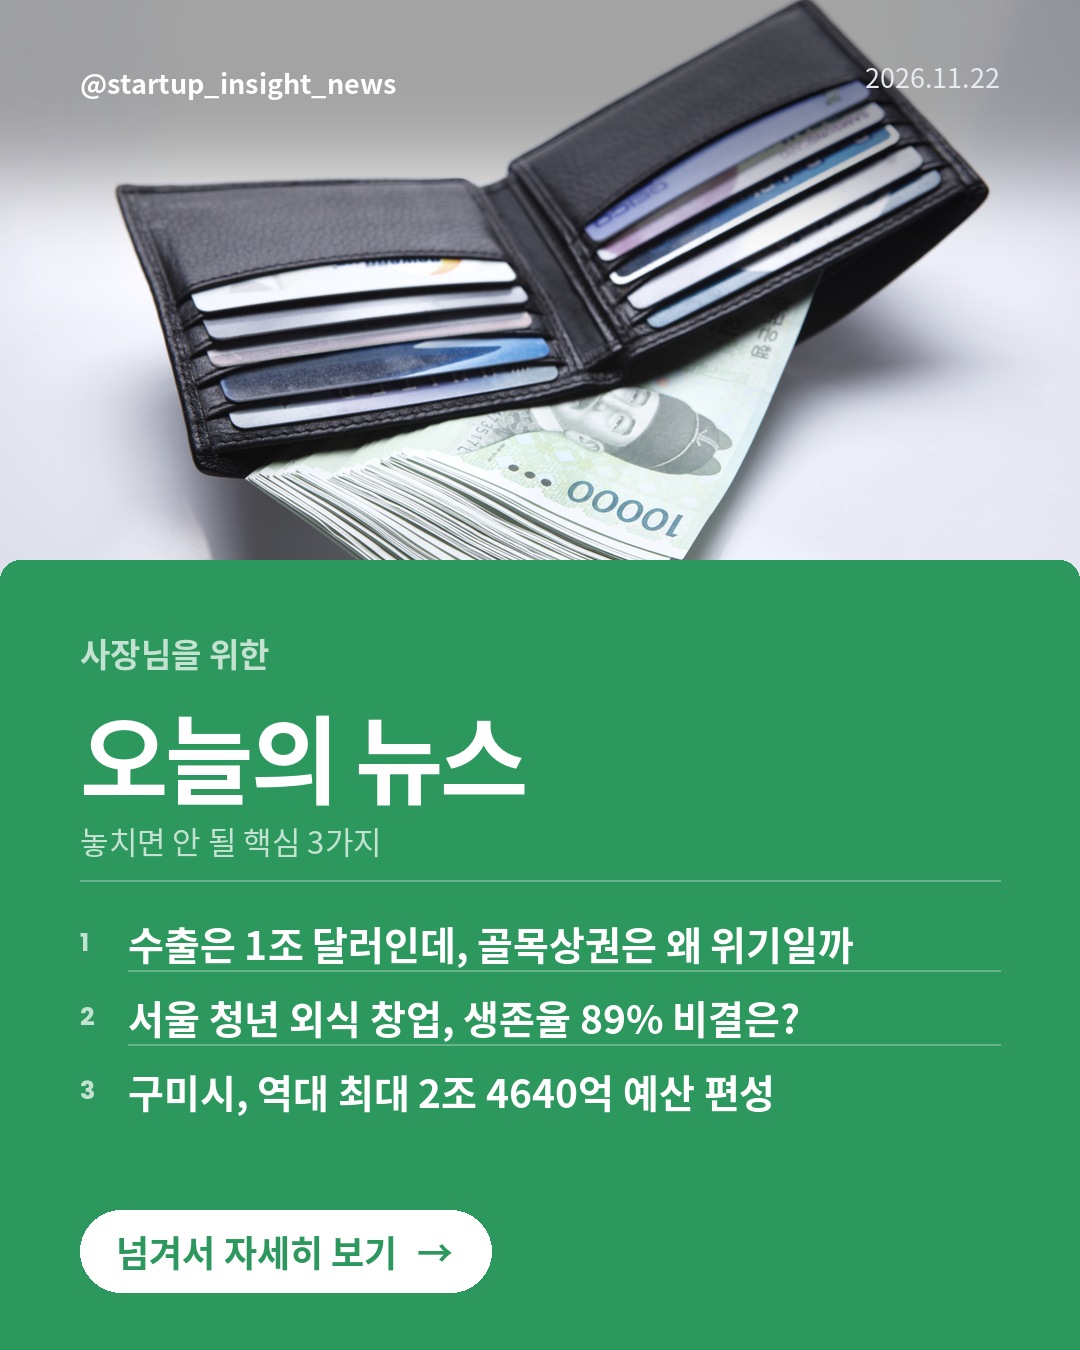 @startup_insight_news
2026.11.22
GEICO
10000
사장님을 위한
오늘의 뉴스
놓치면 안 될 핵심 3가지
1 수출은 1조 달러인데, 골목상권은 왜 위기일까
2 서울 청년 외식 창업, 생존율 89% 비결은?
3 구미시, 역대 최대 2조 4640억 예산 편성
넘겨서 자세히 보기 →